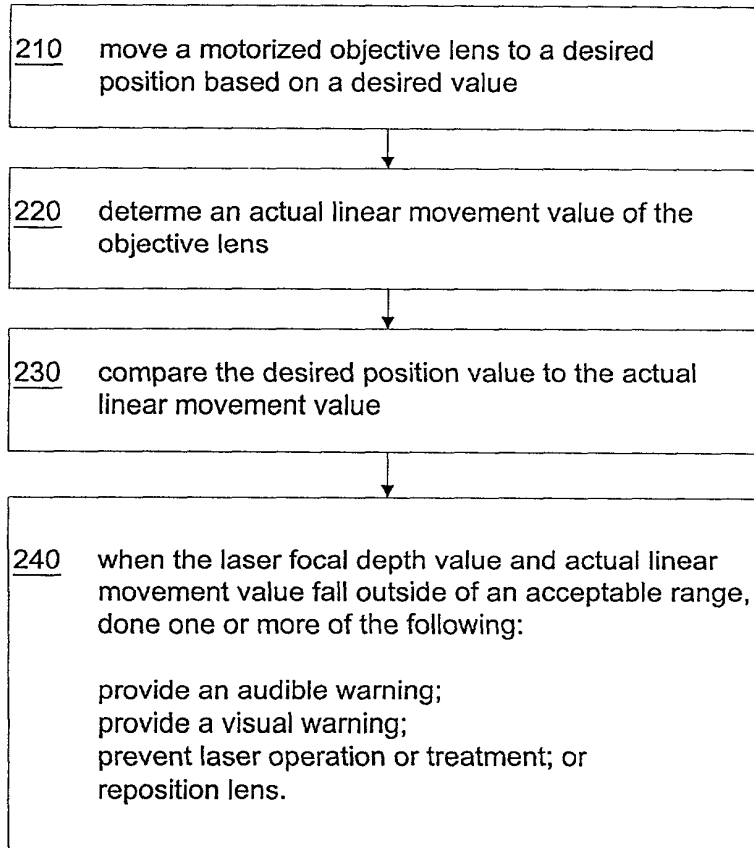 210 move a motorized objective lens to a desired
position based on a desired value
220 determe an actual linear movement value of the
objective lens
230 compare the desired position value to the actual
linear movement value
240 when the laser focal depth value and actual linear
movement value fall outside of an acceptable range,
done one or more of the following:
provide an audible warning;
provide a visual warning;
prevent laser operation or treatment; or
reposition lens.